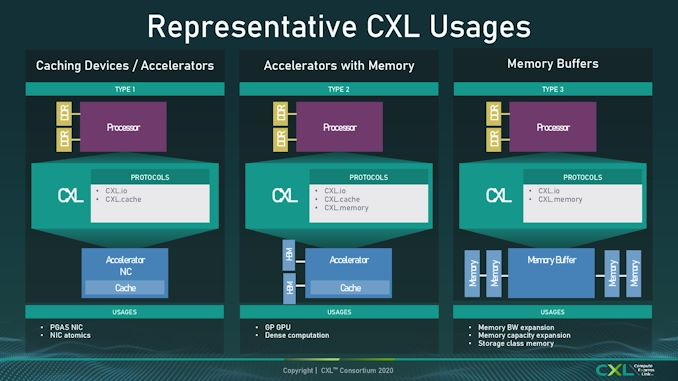 Representative CXL Usages
Caching Devices / Accelerators
TYPE 1
DDR
DDR
Processor
CXL
PROTOCOLS
• CXL.io
• CXL.cache
Accelerator
NIC
Cache
USAGES
• PGAS NIC
• NIC atomics
Accelerators with Memory
TYPE 2
DDR
DDR
Processor
CXL
PROTOCOLS
• CXL.io
• CXL.cache
• CXL.memory
HBM
HBM
Accelerator
Cache
USAGES
• GP GPU
• Dense computation
Memory Buffers
TYPE 3
DDR
DDR
Processor
CXL
PROTOCOLS
• CXL.io
• CXL.memory
Memory
Memory
Memory Buffer
Memory
Memory
USAGES
• Memory BW expansion
• Memory capacity expansion
• Storage class memory
Copyright | CXL™ Consortium 2020
CXL
Compute
Express
Link™